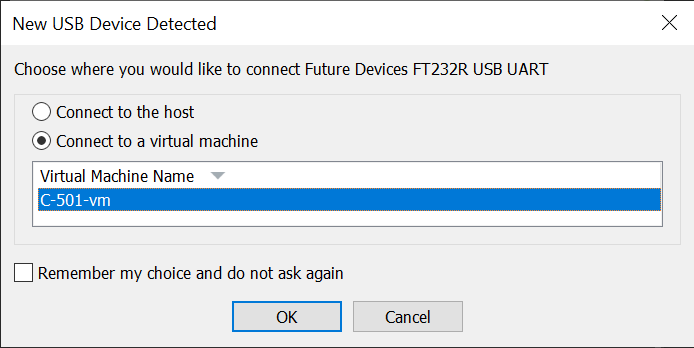 New USB Device Detected
Choose where you would like to connect Future Devices FT232R USB UART
Connect to the host
Connect to a virtual machine
Virtual Machine Name
C-501-vm
Remember my choice and do not ask again
OK Cancel